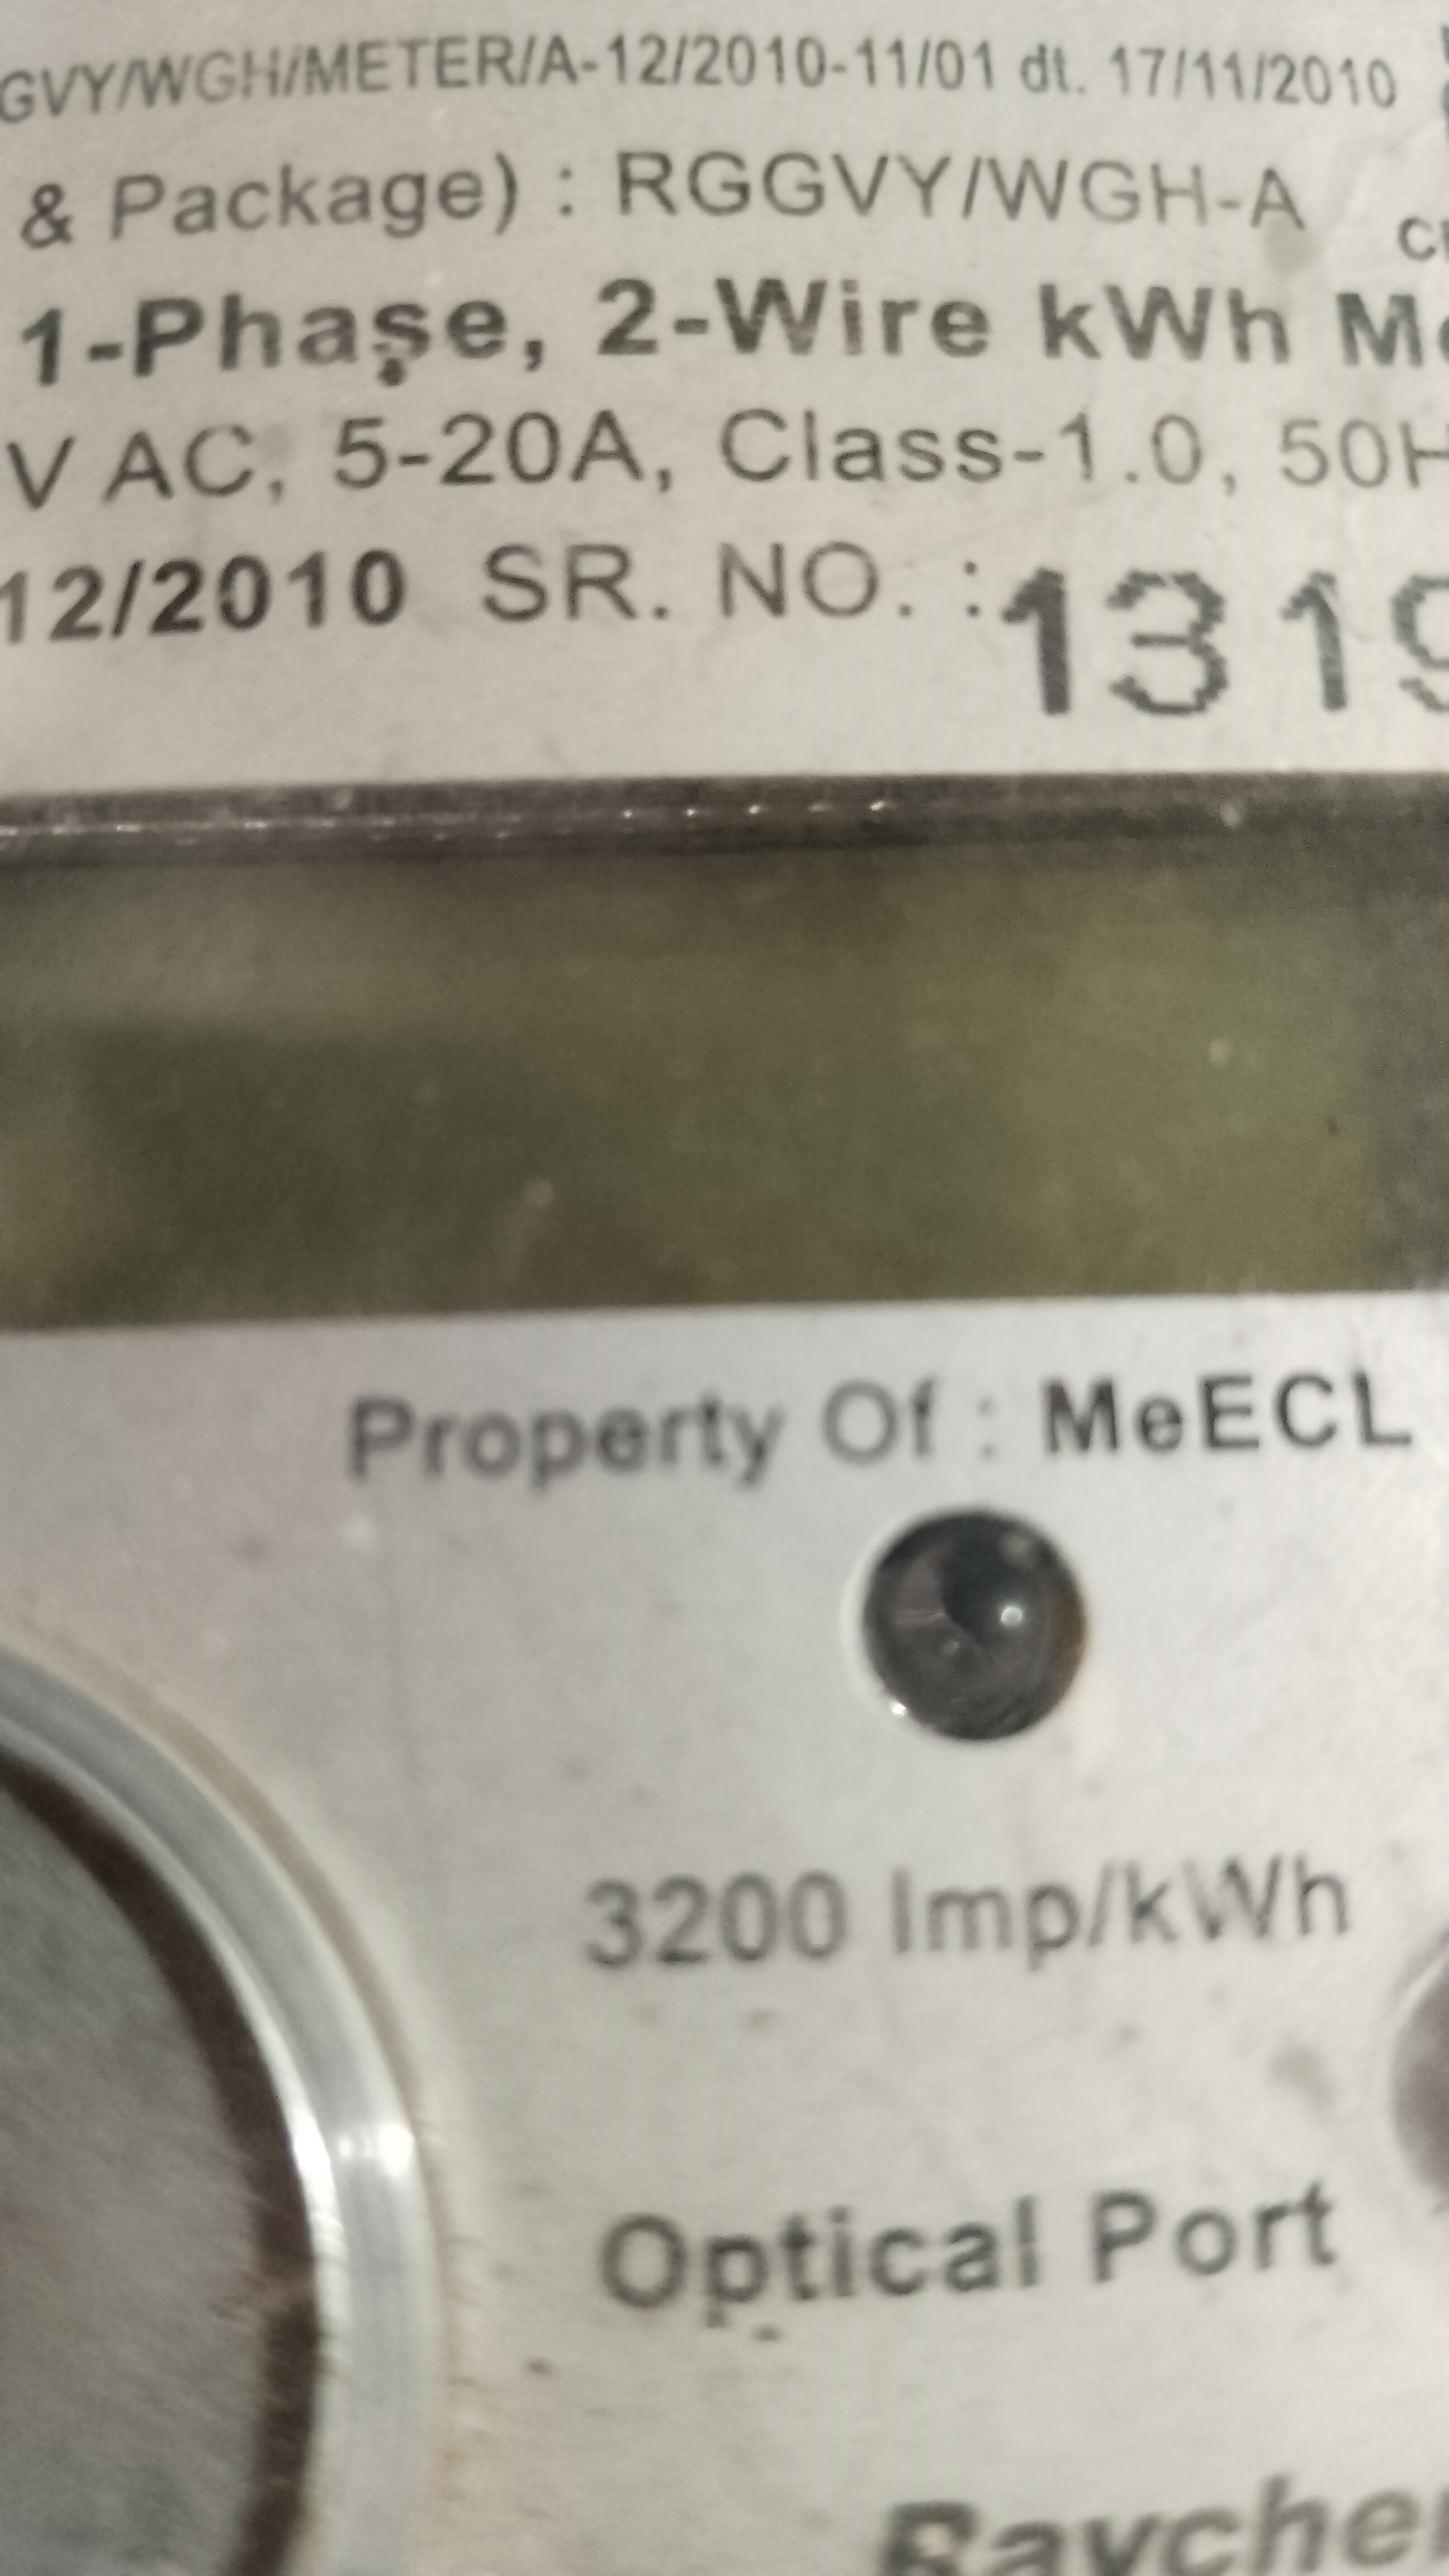 GVY/WGH/METER/A-12/2010-11/01 dt. 17/11/2010
& Package) : RGGVY/WGH-A
1-Phase, 2-Wire kWh
V AC, 5-20A, Class-1.0, 50H
12/2010 SR. NO. : 1319
Property Of : MeECL
3200 Imp/kWh
Optical Port
Rayche